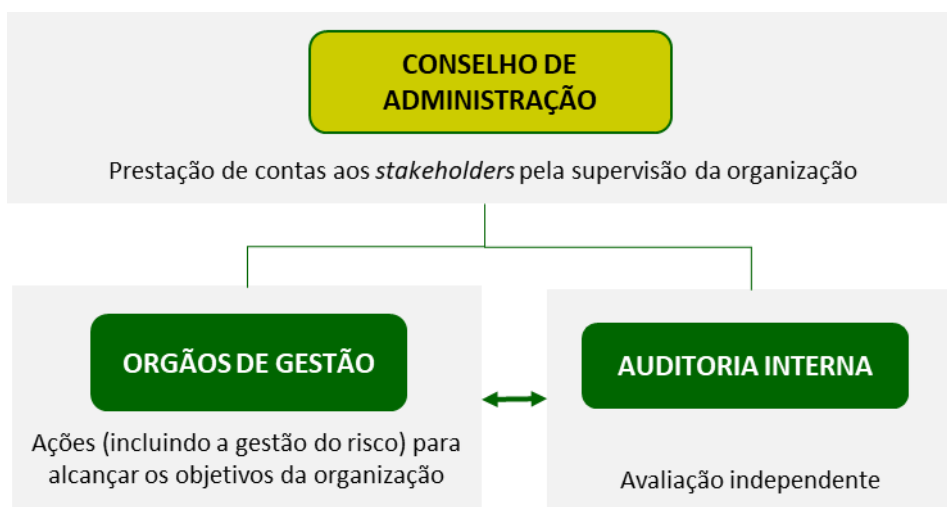 CONSELHO DE
ADMINISTRAÇÃO
Prestação de contas aos stakeholders pela supervisão da organização
ORGÃOS DE GESTÃO
Ações (incluindo a gestão do risco) para
alcançar os objetivos da organização
AUDITORIA INTERNA
Avaliação independente